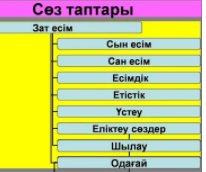 Сөз таптары
Зат есім
Сын есім
Сан есім
Есімдік
Етістік
Үстеу
Еліктеу сөздер
Шылау
Одағай